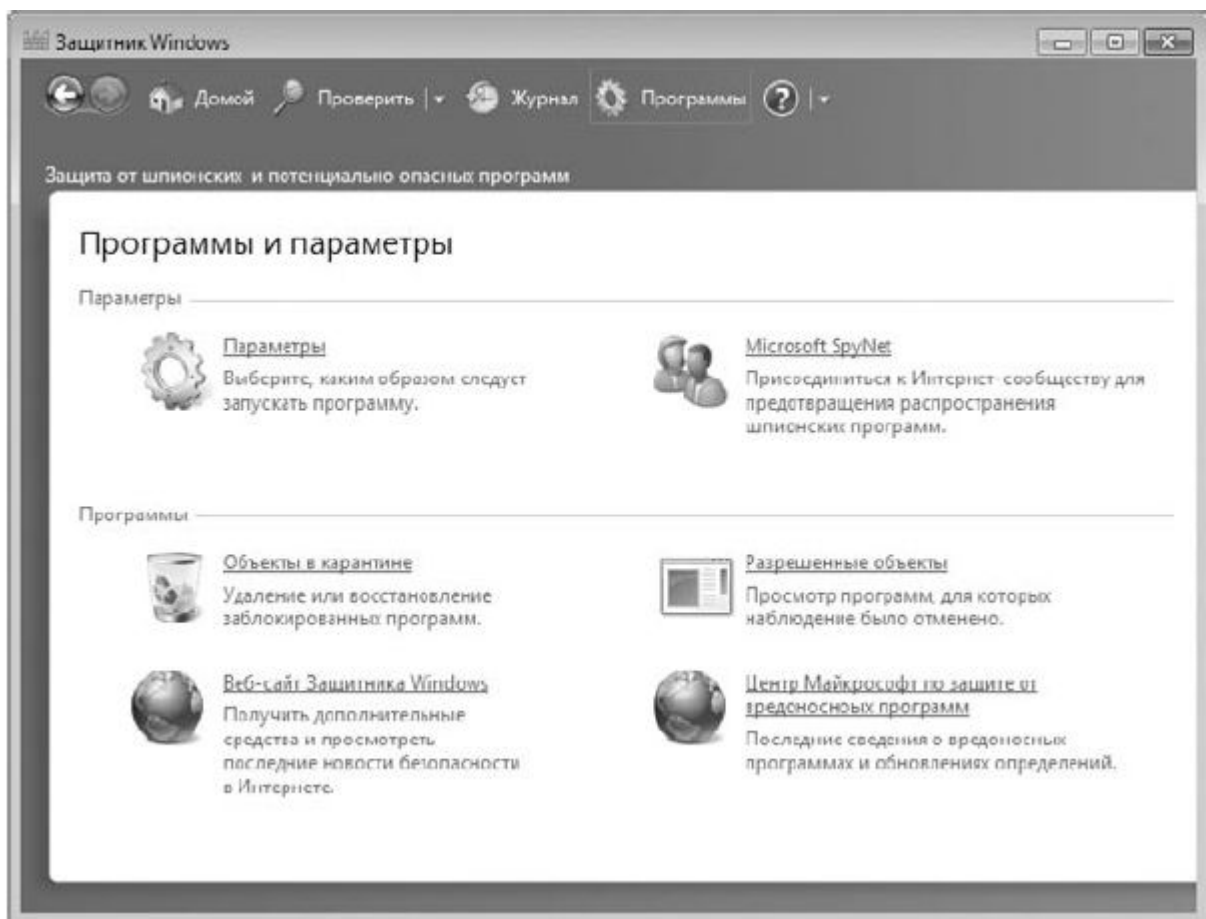 Защитник Windows
Домой Проверить Журнал Программы ?
Защита от шпионских и потенциально опасных программ
Программы и параметры
Параметры
Параметры
Выберите, каким образом следует
запускать программу.
Microsoft SpyNet
Присоединиться к Интернет-сообществу для
предотвращения распространения
шпионских программ.
Программы
Объекты в карантине
Удаление или восстановление
заблокированных программ.
Разрешенные объекты
Просмотр программ, для которых
наблюдение было отменено.
Веб-сайт Защитника Windows
Получить дополнительные
средства и просмотреть
последние новости безопасности
в Интернете.
Центр Майкрософт по защите от
вредоносных программ
Последние сведения о вредоносных
программах и обновлениях определений.